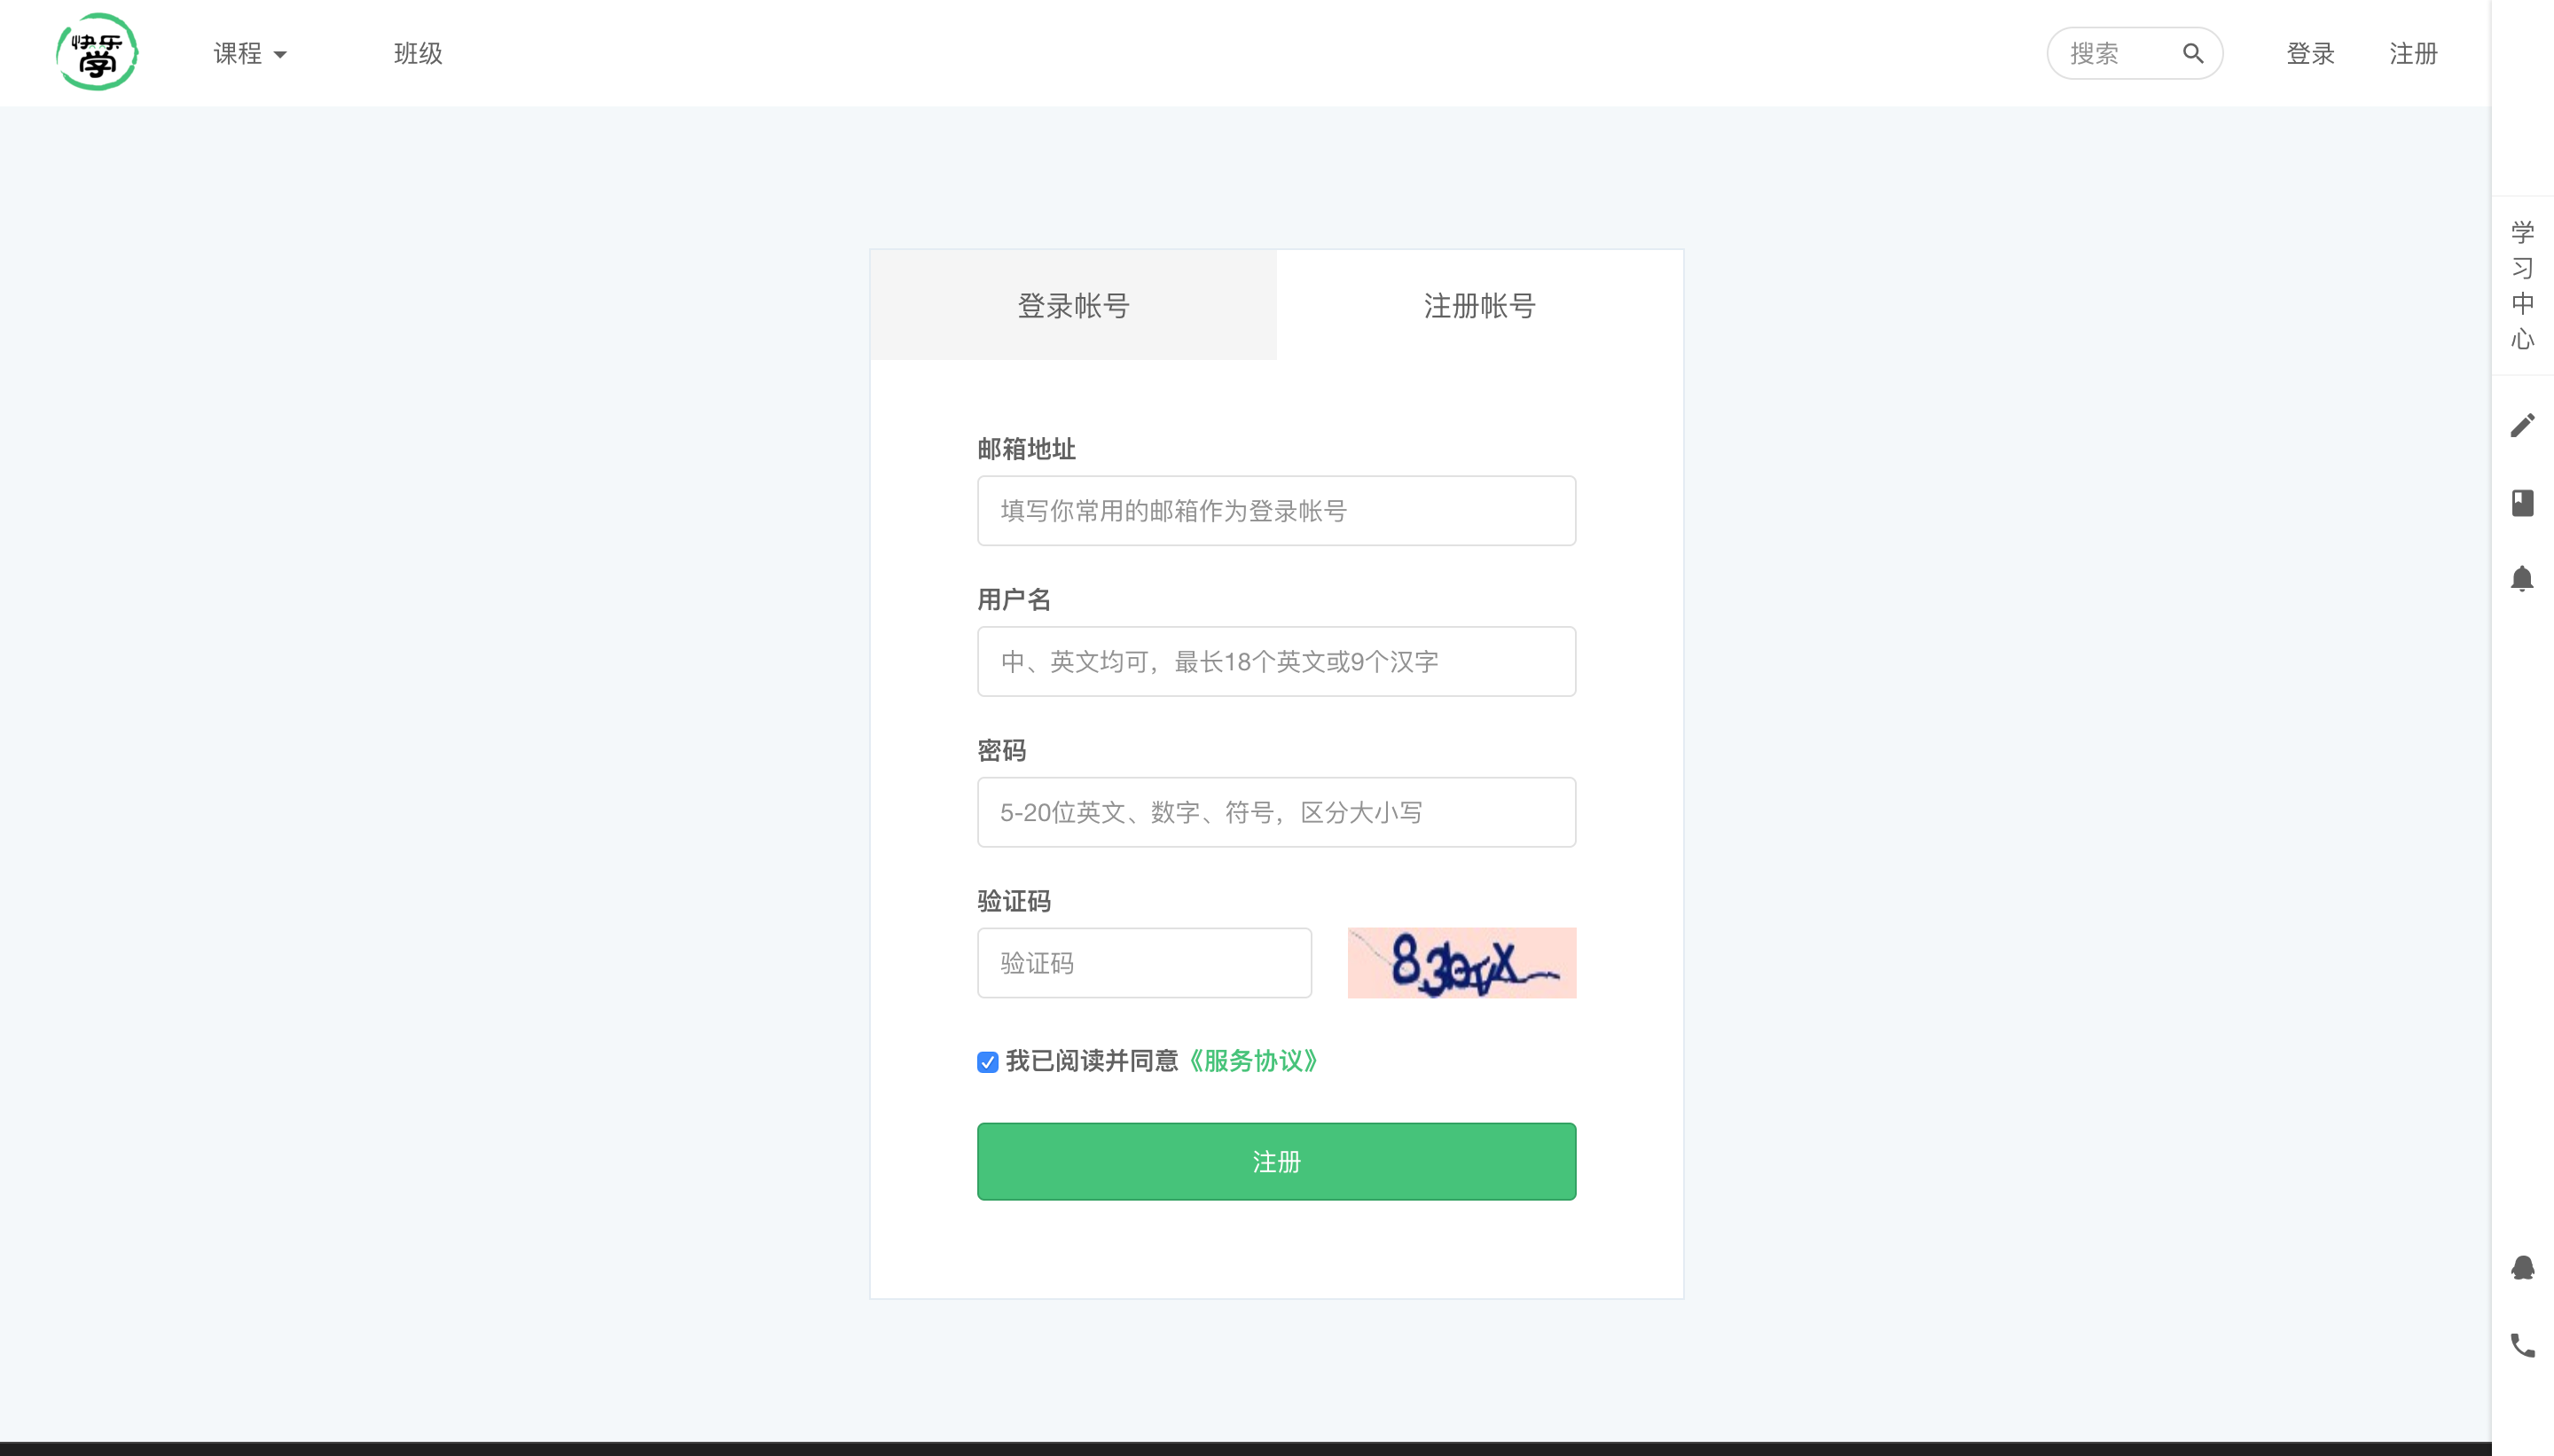 快乐
学
课程
班级
搜索
登录
注册
登录帐号
注册帐号
邮箱地址
填写你常用的邮箱作为登录帐号
用户名
中、英文均可，最长18个英文或9个汉字
密码
5-20位英文、数字、符号，区分大小写
验证码
验证码
我已阅读并同意《服务协议》
注册
学
习
中
心